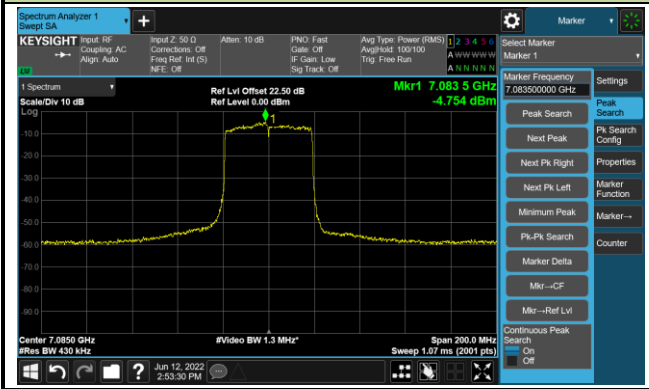 Spectrum Analyzer 1
Swept SA
+
Marker
KEYSIGHT
Input: RF
Coupling: AC
Align: Auto
Input Z: 50 Ω
Corrections: Off
Freq Ref: Int (S)
NFE: Off
Atten: 10 dB
PNO: Fast
Gate: Off
IF Gain: Low
Sig Track: Off
Avg Type: Power (RMS)
Avg|Hold: 100/100
Trig: Free Run
1 2 3 4 5 6
A W W W W W
A N N N N N
Select Marker
Marker 1
1 Spectrum
Scale/Div 10 dB
Log
Ref Lvl Offset 22.50 dB
Ref Level 0.00 dBm
Mkr1 7.083 5 GHz
-4.754 dBm
1
-10.0
-20.0
-30.0
-40.0
-50.0
-60.0
-70.0
-80.0
-90.0
Center 7.0850 GHz
#Res BW 430 kHz
#Video BW 1.3 MHz*
Span 200.0 MHz
Sweep 1.07 ms (2001 pts)
Marker Frequency
7.083500000 GHz
Peak Search
Next Peak
Next Pk Right
Next Pk Left
Minimum Peak
Pk-Pk Search
Marker Delta
Mkr→CF
Mkr→Ref Lvl
Continuous Peak
Search
On
Off
Settings
Peak
Search
Pk Search
Config
Properties
Marker
Function
Marker→
Counter
?
Jun 12, 2022
2:53:30 PM